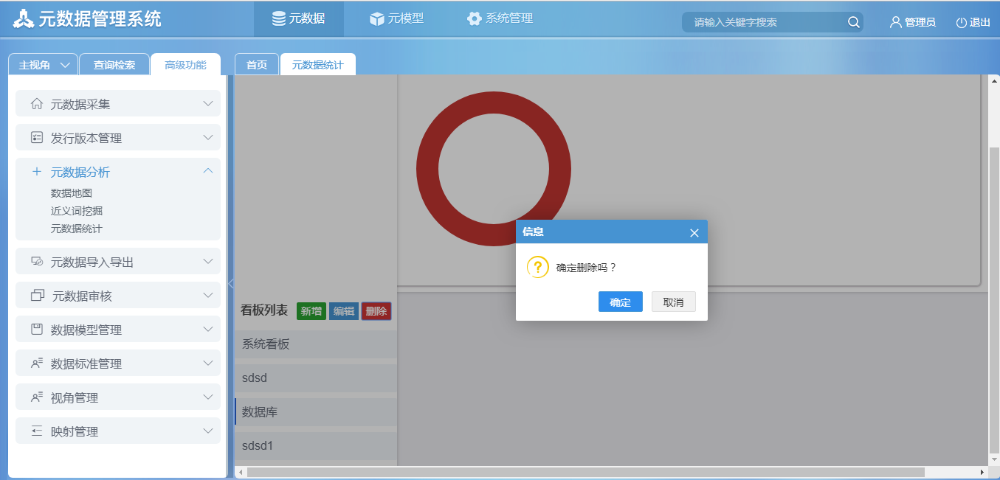 元数据管理系统
元数据
元模型
系统管理
请输入关键字搜索
管理员
退出
主视角
查询检索
高级功能
首页
元数据统计
元数据采集
发行版本管理
元数据分析
数据地图
近义词挖掘
元数据统计
元数据导入导出
元数据审核
数据模型管理
数据标准管理
视角管理
映射管理
看板列表
新增
编辑
删除
系统看板
sdsd
数据库
sdsd1
信息
确定删除吗？
确定
取消